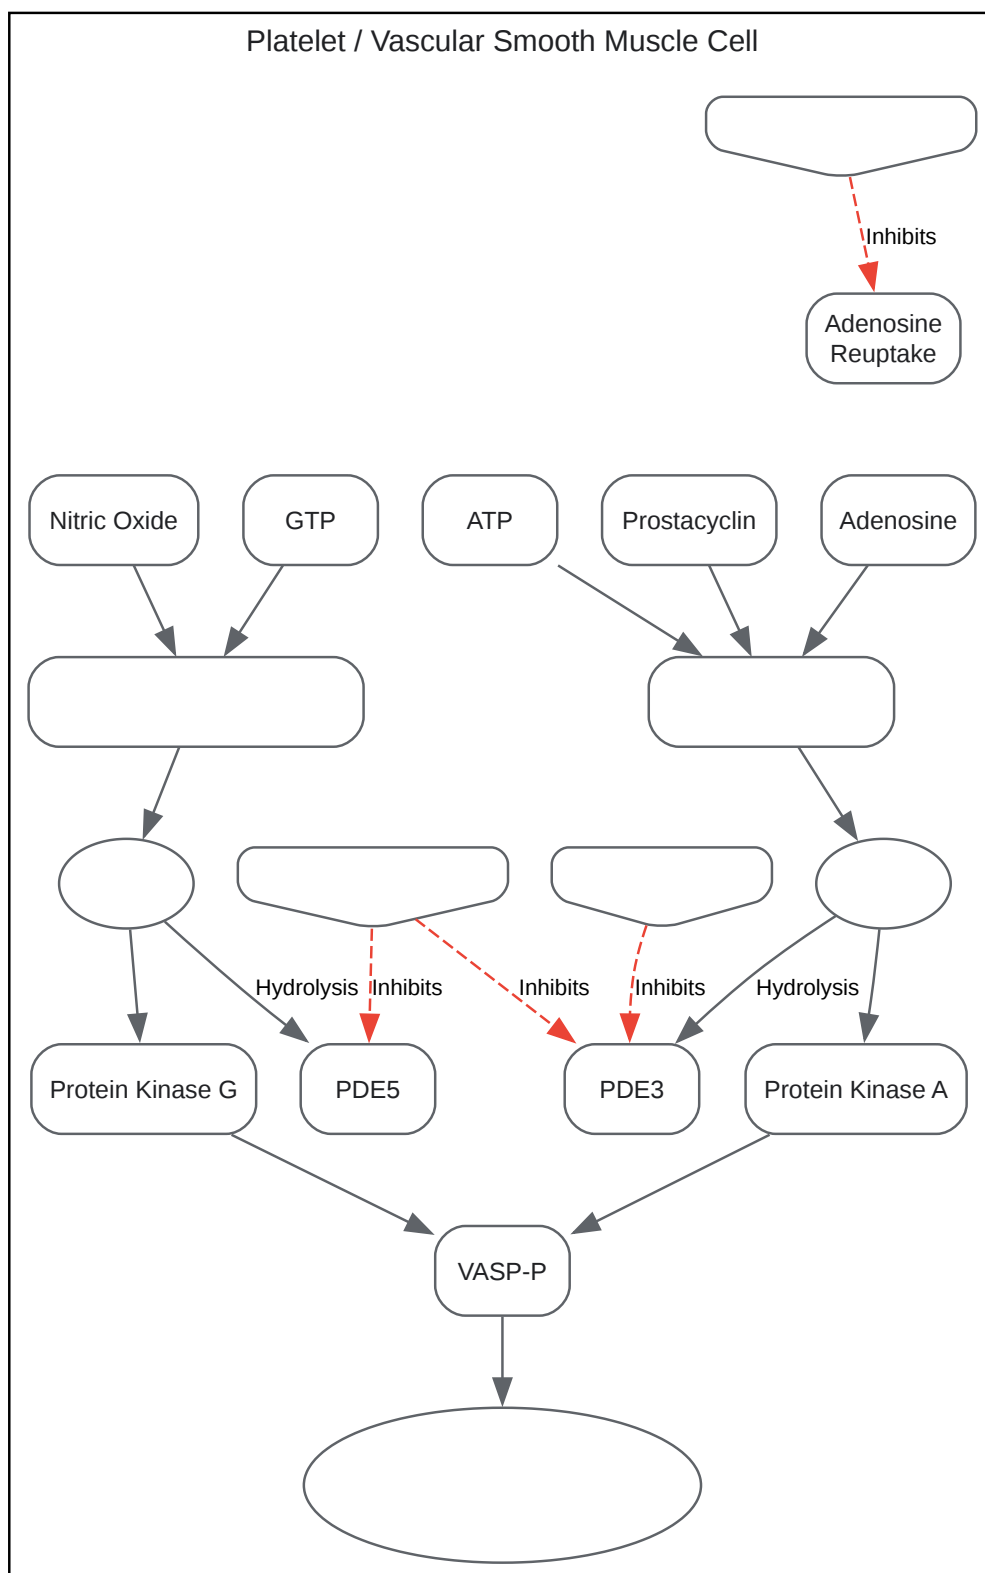 Platelet / Vascular Smooth Muscle Cell
Inhibits
Adenosine
Reuptake
Nitric Oxide
GTP
ATP
Prostacyclin
Adenosine
Hydrolysis
Inhibits
Inhibits
Inhibits
Hydrolysis
Protein Kinase G
PDE5
PDE3
Protein Kinase A
VASP-P